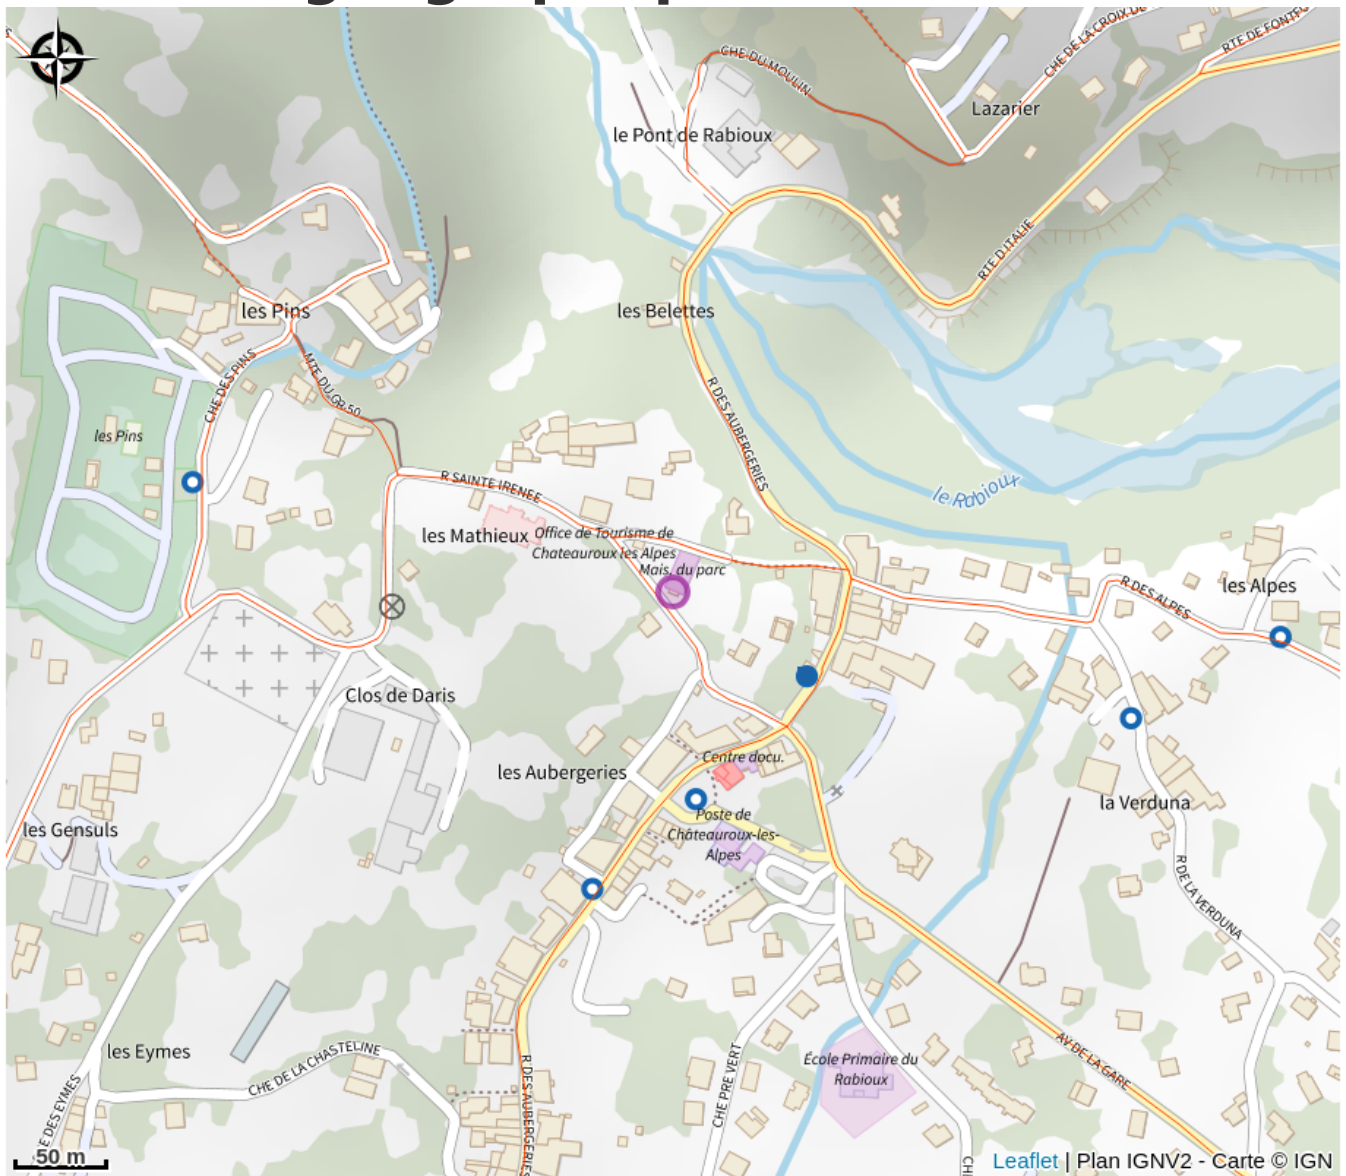 CHE DU MOULIN
CHE DE LA CROIX DE
RTE DE FONTF
Lazarier
le Pont de Rabioux
RTE D'ITALIE
les Pins
les Belettes
MTE DU GR 50
CHE DES PINS
R DES AUBERGERIES
les Pins
R SAINTE IRENEE
le Rabioux
les Mathieux
Office de Tourisme de
Chateauroux les Alpes
Mais. du parc
R DES ALPES
les Alpes
Clos de Daris
Centre docu.
les Aubergeries
la Verduna
Poste de
Châteauroux-les-
Alpes
les Gensuls
R DE LA VERDUNA
les Eymes
CHE DE LA CHASTELINE
École Primaire du
Rabioux
AV DE LA GARE
CHE PRE VERT
R DES AUBERGERIES
E DES EYMES
CHE
50 m
Leaflet | Plan IGNV2 - Carte © IGN